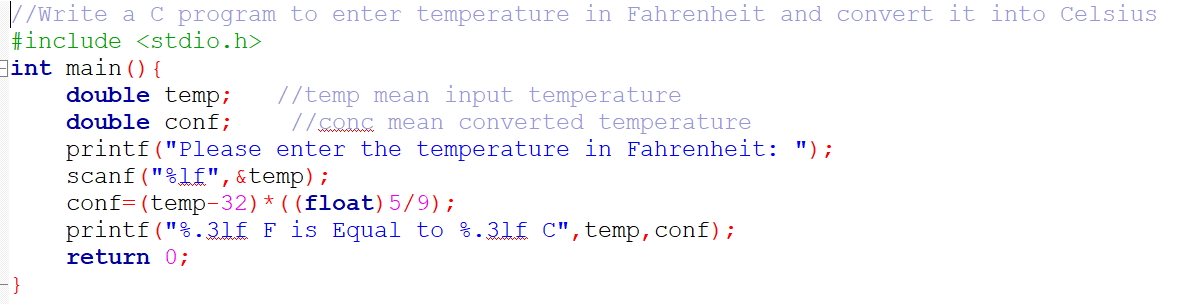 //Write a C program to enter temperature in Fahrenheit and convert it into Celsius
#include <stdio.h>
int main(){
    double temp;   //temp mean input temperature
    double conf;    //conc mean converted temperature
    printf("Please enter the temperature in Fahrenheit: ");
    scanf("%lf",&temp);
    conf=(temp-32)*((float)5/9);
    printf("%.3lf F is Equal to %.3lf C",temp,conf);
    return 0;
}